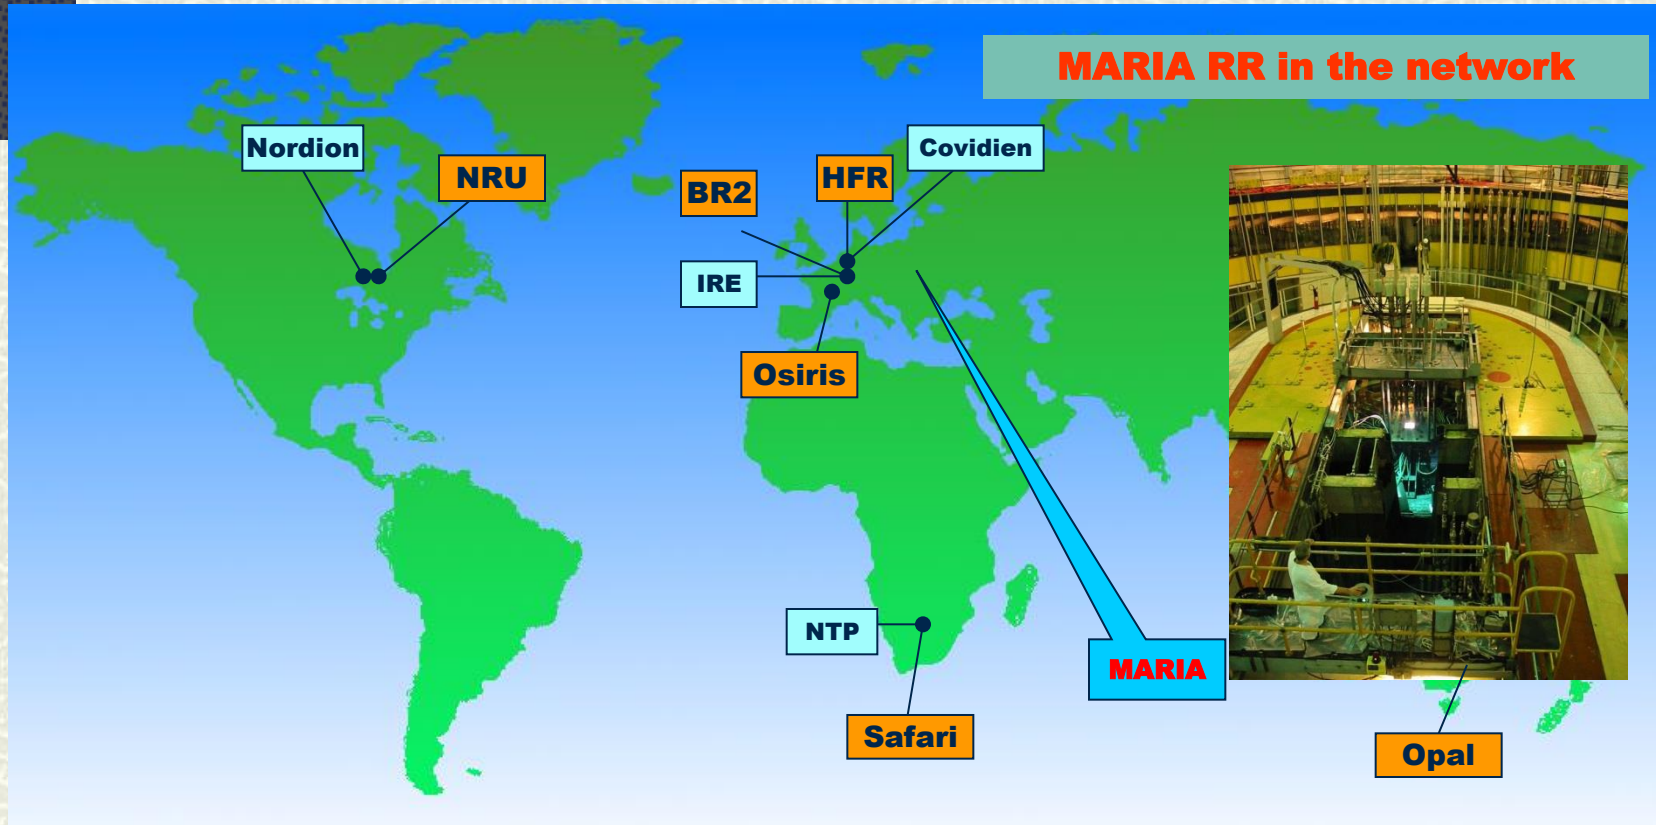 MARIA RR in the network
Nordion
NRU
BR2
HFR
Covidien
IRE
Osiris
NTP
MARIA
Safari
Opal